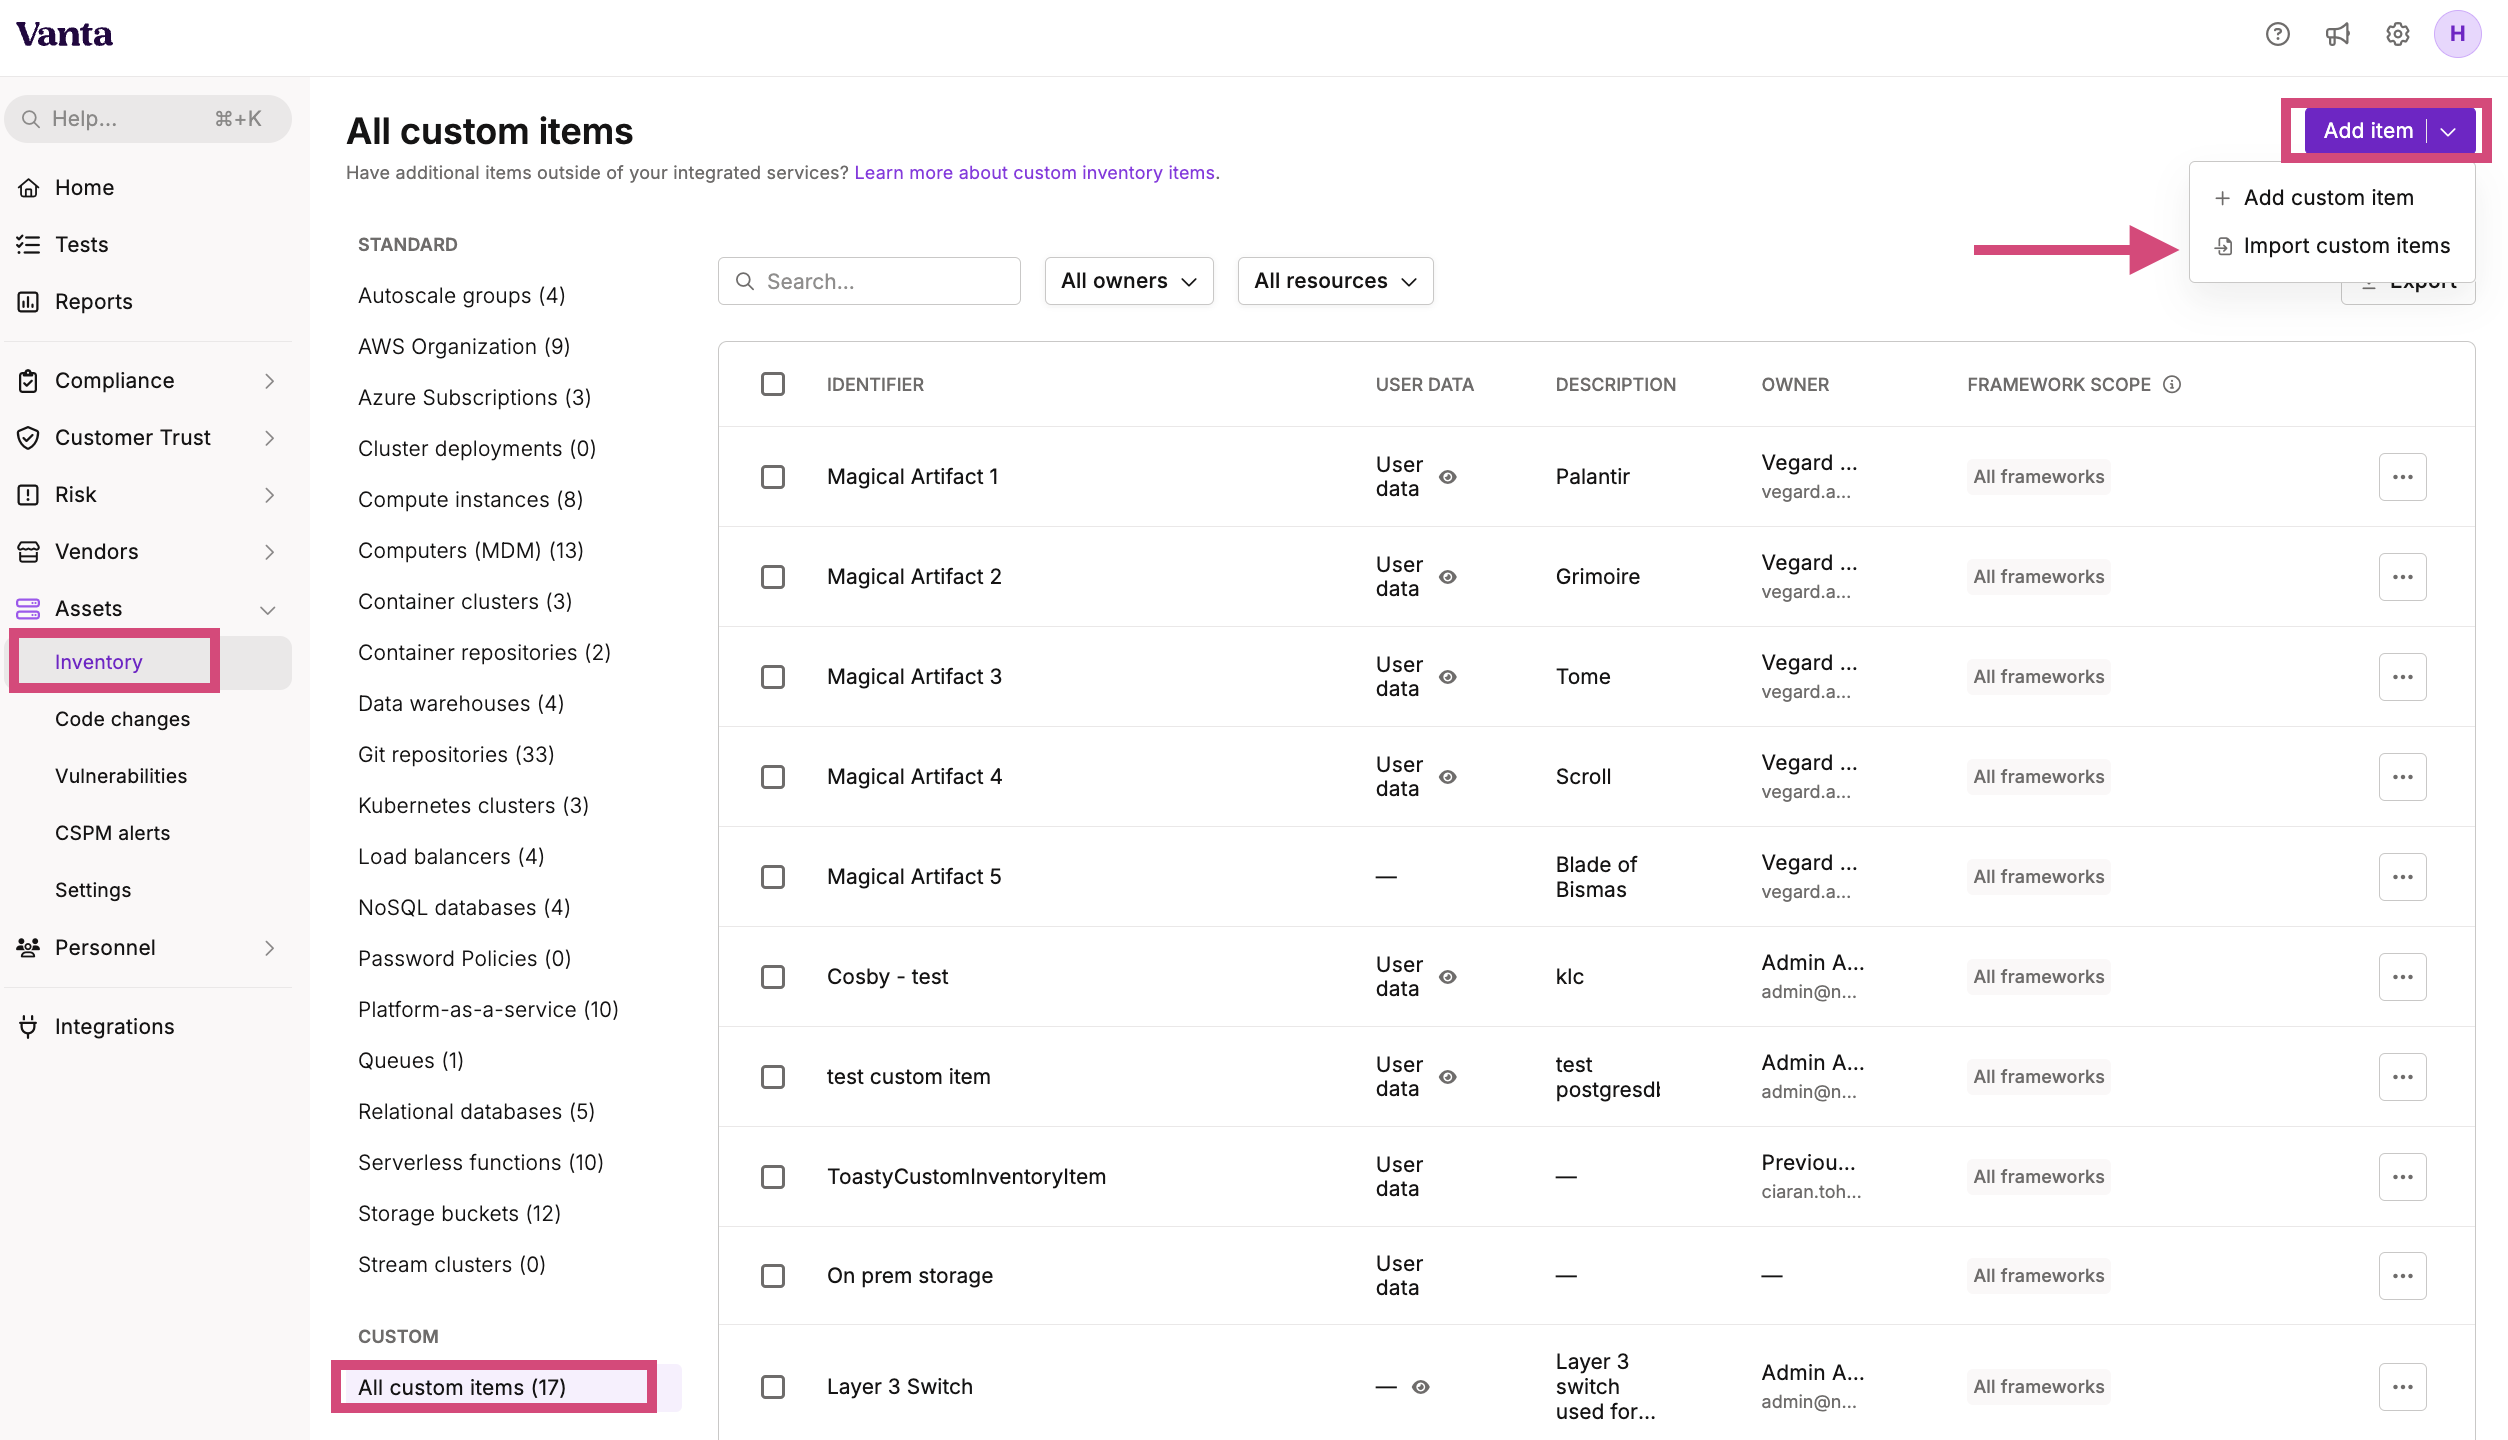 Vanta
H
Help...
⌘+K
Home
Tests
Reports
Compliance
Customer Trust
Risk
Vendors
Assets
Inventory
Code changes
Vulnerabilities
CSPM alerts
Settings
Personnel
Integrations
All custom items
Have additional items outside of your integrated services? Learn more about custom inventory items.
Add item
Add custom item
Import custom items
STANDARD
Autoscale groups (4)
AWS Organization (9)
Azure Subscriptions (3)
Cluster deployments (0)
Compute instances (8)
Computers (MDM) (13)
Container clusters (3)
Container repositories (2)
Data warehouses (4)
Git repositories (33)
Kubernetes clusters (3)
Load balancers (4)
NoSQL databases (4)
Password Policies (0)
Platform-as-a-service (10)
Queues (1)
Relational databases (5)
Serverless functions (10)
Storage buckets (12)
Stream clusters (0)
CUSTOM
All custom items (17)
Search...
All owners
All resources
Export
IDENTIFIER
USER DATA
DESCRIPTION
OWNER
FRAMEWORK SCOPE
Magical Artifact 1
User
data
Palantir
Vegard ...
vegard.a...
All frameworks
Magical Artifact 2
User
data
Grimoire
Vegard ...
vegard.a...
All frameworks
Magical Artifact 3
User
data
Tome
Vegard ...
vegard.a...
All frameworks
Magical Artifact 4
User
data
Scroll
Vegard ...
vegard.a...
All frameworks
Magical Artifact 5
—
Blade of
Bismas
Vegard ...
vegard.a...
All frameworks
Cosby - test
User
data
klc
Admin A...
admin@n...
All frameworks
test custom item
User
data
test
postgresdb
Admin A...
admin@n...
All frameworks
ToastyCustomInventoryItem
User
data
—
Previou...
ciaran.toh...
All frameworks
On prem storage
User
data
—
—
All frameworks
Layer 3 Switch
—
Layer 3
switch
used for...
Admin A...
admin@n...
All frameworks